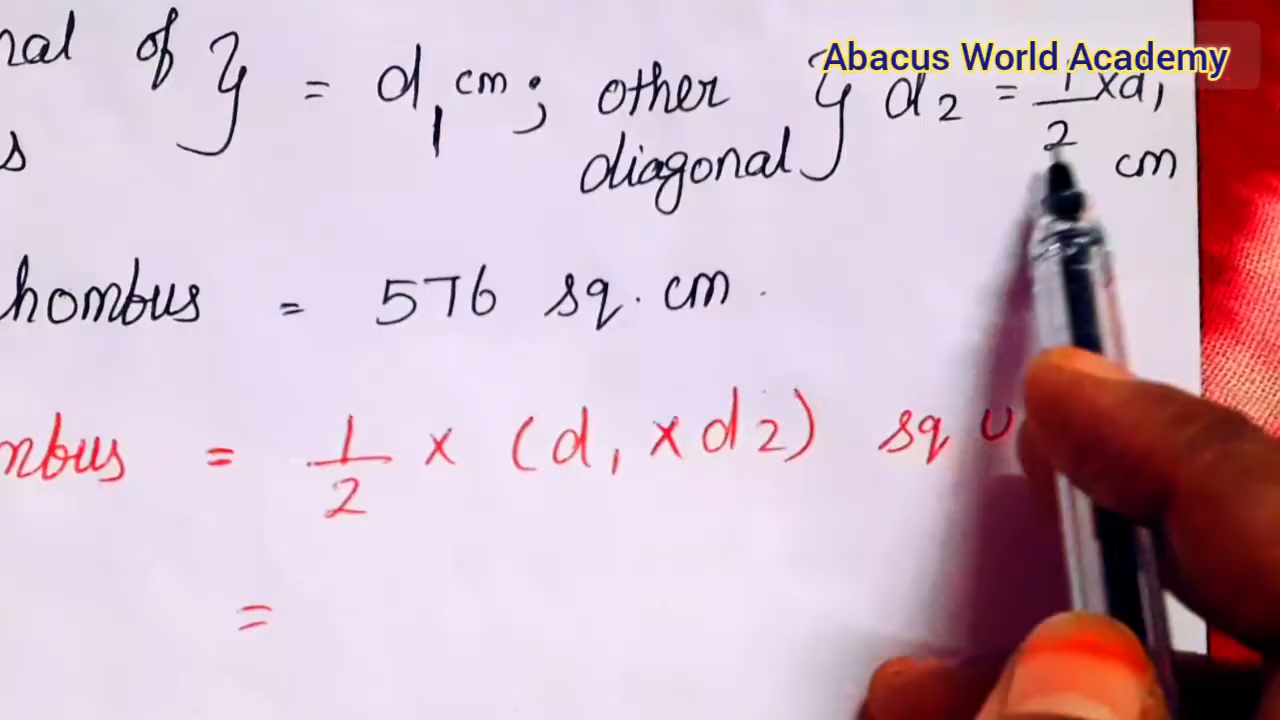 Abacus World Academy
nal of } = d1 cm ; other } d2 = 1/2 x d1
s diagonal cm
hombus = 576 sq. cm.
mbus = 1/2 x (d1 x d2) sq u
=